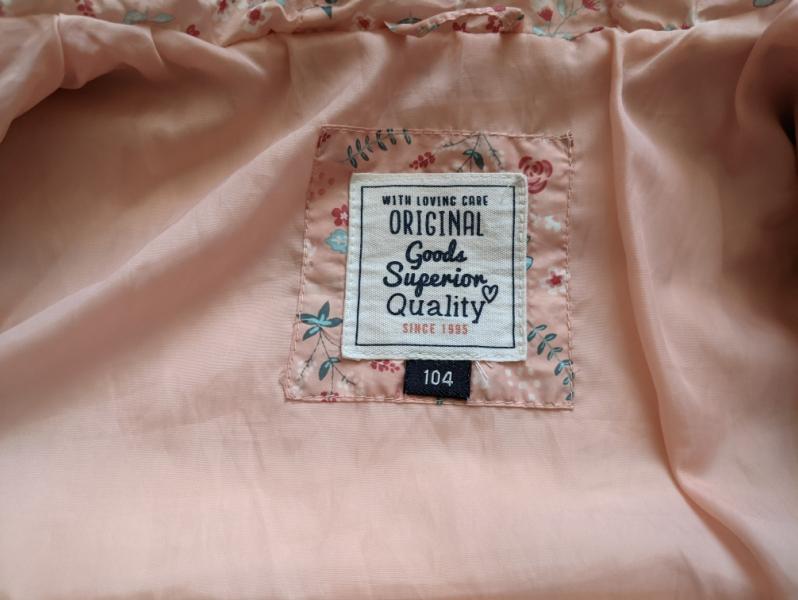 WITH LOVING CARE
ORIGINAL
Goods
Superior
Quality
SINCE 1995
104